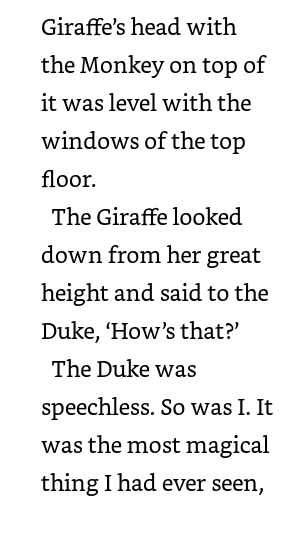 Giraffe’s head with
the Monkey on top of
it was level with the
windows of the top
floor.
The Giraffe looked
down from her great
height and said to the
Duke, ‘How’s that?’
The Duke was
speechless. So was I. It
was the most magical
thing I had ever seen,